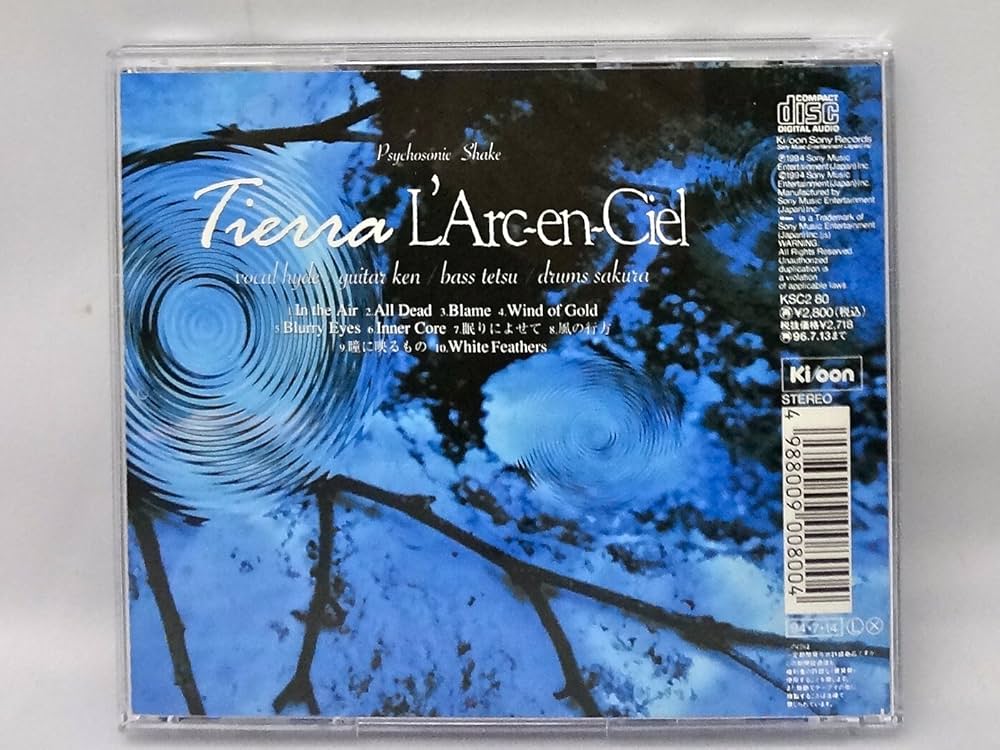 Psychosonic Shake
Tierra L'Arc-en-Ciel
vocal hyde / guitar ken / bass tetsu / drums sakura
1.In the Air 2.All Dead 3.Blame 4.Wind of Gold
5.Blurry Eyes 6.Inner Core 7.眠りによせて 8.風の行方
9.瞳に映るもの 10.White Feathers
COMPACT
disc
DIGITAL AUDIO
Ki/oon Sony Records
Sony Music Entertainment (Japan) Inc.
Ⓟ1994 Sony Music
Entertainment (Japan) Inc.
©1994 Sony Music
Entertainment (Japan) Inc.
Manufactured by
Sony Music Entertainment
(Japan) Inc.
is a Trademark of
Sony Music Entertainment
(Japan) Inc.
WARNING:
All Rights Reserved.
Unauthorized
duplication is
a violation
of applicable laws.
KSC2 80
¥2,800(税込)
税抜価格¥2,718
96.7.13まで
Ki/oon
STEREO
4 988009 008004
94・7・14 Ⓛ Ⓧ